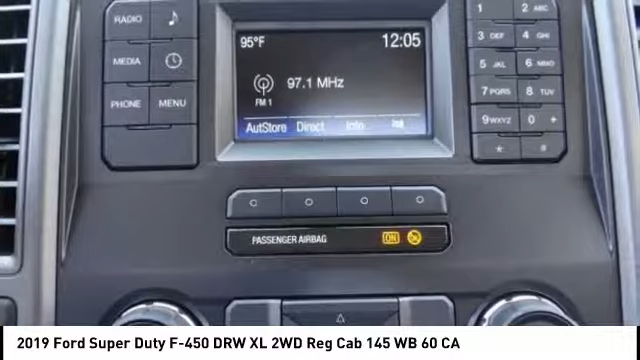 RADIO
MEDIA
PHONE
MENU
95°F
12:05
97.1 MHz
FM 1
AutStore Direct Info
1
2 ABC
3 DEF
4 GHI
5 JKL
6 MNO
7 PQRS
8 TUV
9 WXYZ
0 +
*
#
PASSENGER AIRBAG
ON
2019 Ford Super Duty F-450 DRW XL 2WD Reg Cab 145 WB 60 CA